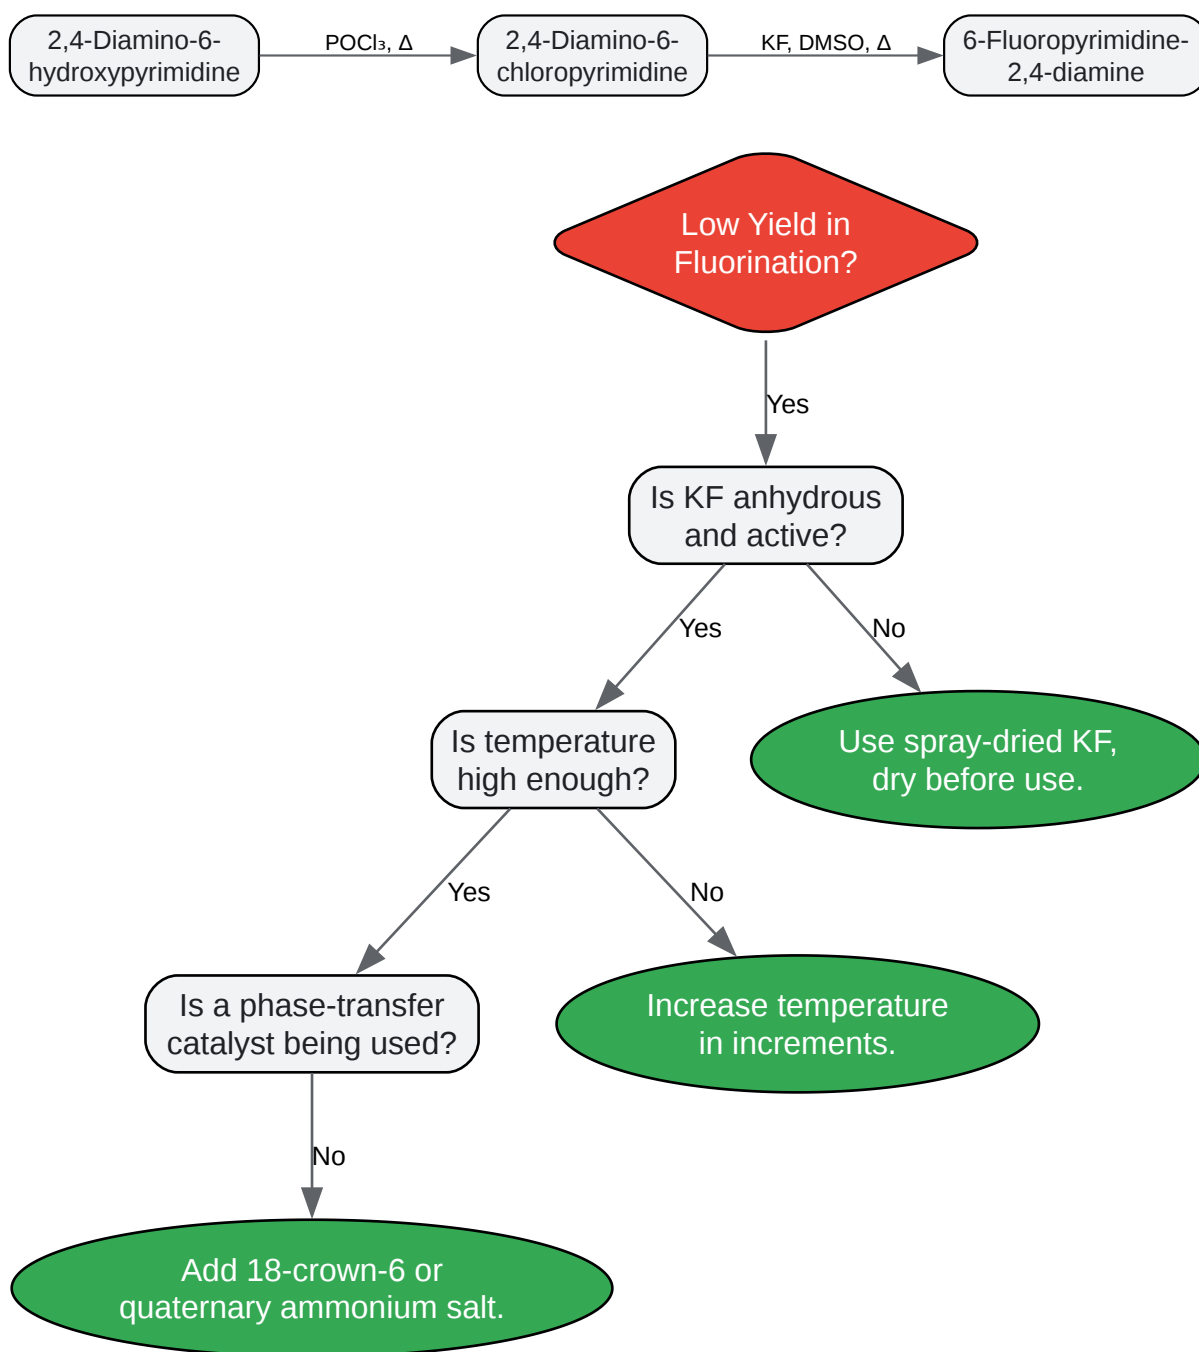 2,4-Diamino-6-
hydroxypyrimidine
POCl₃, Δ
2,4-Diamino-6-
chloropyrimidine
KF, DMSO, Δ
6-Fluoropyrimidine-
2,4-diamine
Low Yield in
Fluorination?
Yes
Is KF anhydrous
and active?
Yes
No
Is temperature
high enough?
Use spray-dried KF,
dry before use.
Yes
No
Is a phase-transfer
catalyst being used?
Increase temperature
in increments.
No
Add 18-crown-6 or
quaternary ammonium salt.